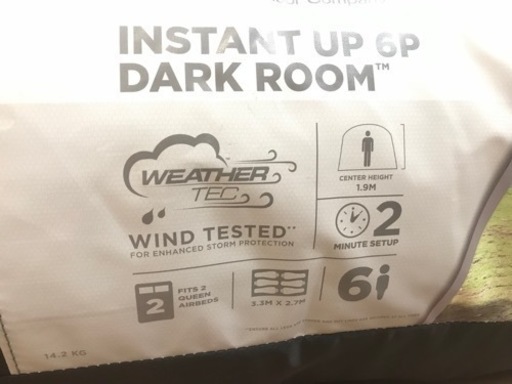 INSTANT UP 6P
DARK ROOM™
WEATHER
TEC
WIND TESTED**
FOR ENHANCED STORM PROTECTION
CENTER HEIGHT
1.9M
2
MINUTE SETUP
2
FITS 2
QUEEN
AIRBEDS
3.3M X 2.7M
6
14.2 KG